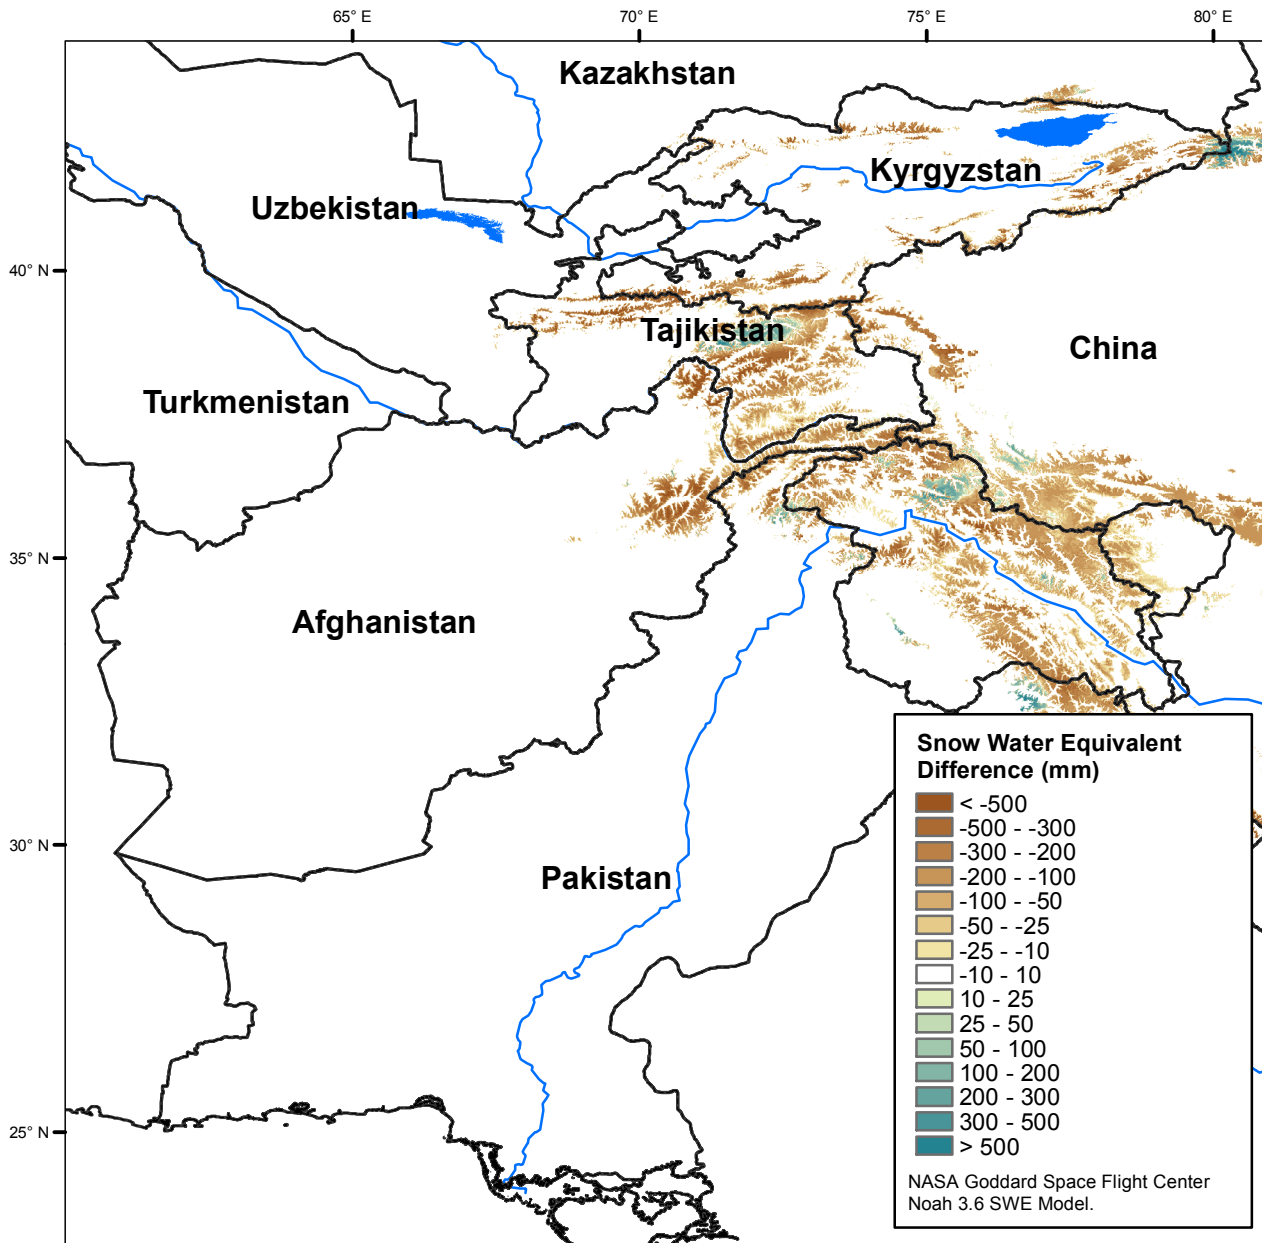 65° E
70° E
75° E
80° E
Kazakhstan
Kyrgyzstan
Uzbekistan
40° N
Tajikistan
China
Turkmenistan
35° N
Afghanistan
30° N
Pakistan
25° N
Snow Water Equivalent
Difference (mm)
< -500
-500 - -300
-300 - -200
-200 - -100
-100 - -50
-50 - -25
-25 - -10
-10 - 10
10 - 25
25 - 50
50 - 100
100 - 200
200 - 300
300 - 500
> 500
NASA Goddard Space Flight Center
Noah 3.6 SWE Model.